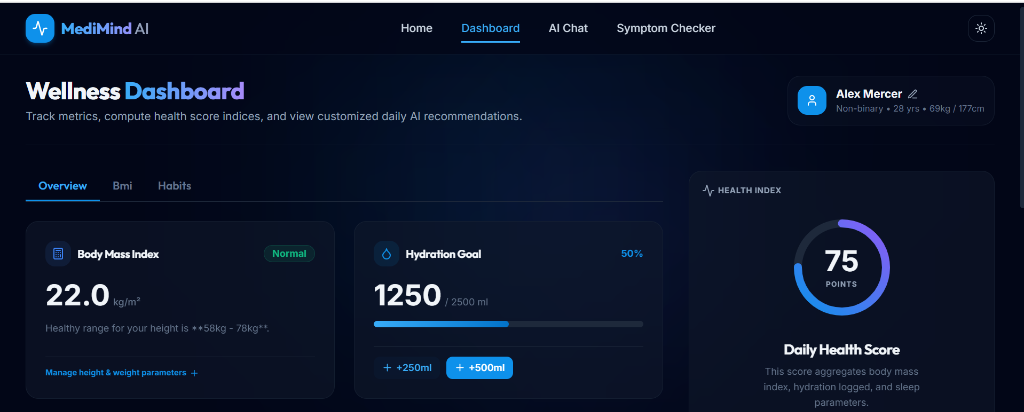 MediMind AI
Home Dashboard AI Chat Symptom Checker
Wellness Dashboard
Track metrics, compute health score indices, and view customized daily AI recommendations.
Alex Mercer
Non-binary • 28 yrs • 69kg / 177cm
Overview Bmi Habits
Body Mass Index Normal
22.0 kg/m²
Healthy range for your height is **58kg - 78kg**.
Manage height & weight parameters +
Hydration Goal 50%
1250 / 2500 ml
+ +250ml + +500ml
HEALTH INDEX
75
POINTS
Daily Health Score
This score aggregates body mass
index, hydration logged, and sleep
parameters.